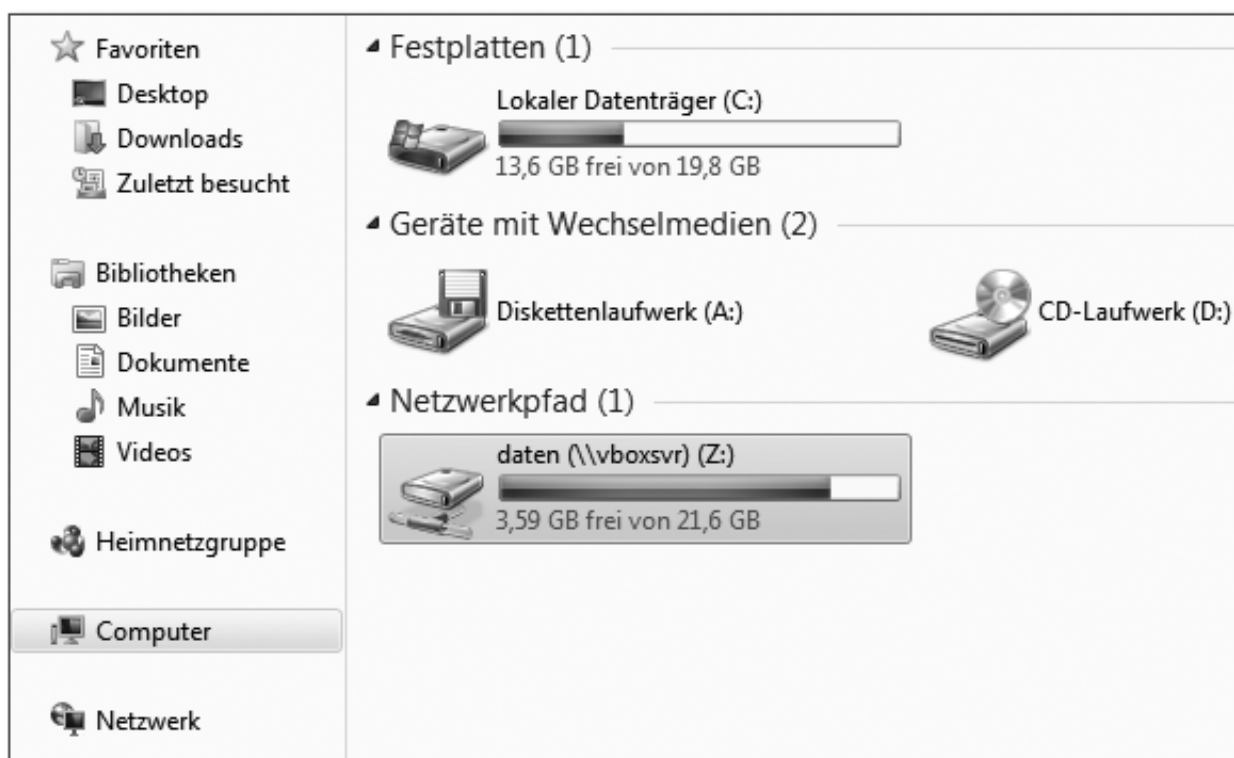 Favoriten
Desktop
Downloads
Zuletzt besucht
Bibliotheken
Bilder
Dokumente
Musik
Videos
Heimnetzgruppe
Computer
Netzwerk
Festplatten (1)
Lokaler Datenträger (C:)
13,6 GB frei von 19,8 GB
Geräte mit Wechselmedien (2)
Diskettenlaufwerk (A:)
CD-Laufwerk (D:)
Netzwerkpfad (1)
daten (\\vboxsvr) (Z:)
3,59 GB frei von 21,6 GB